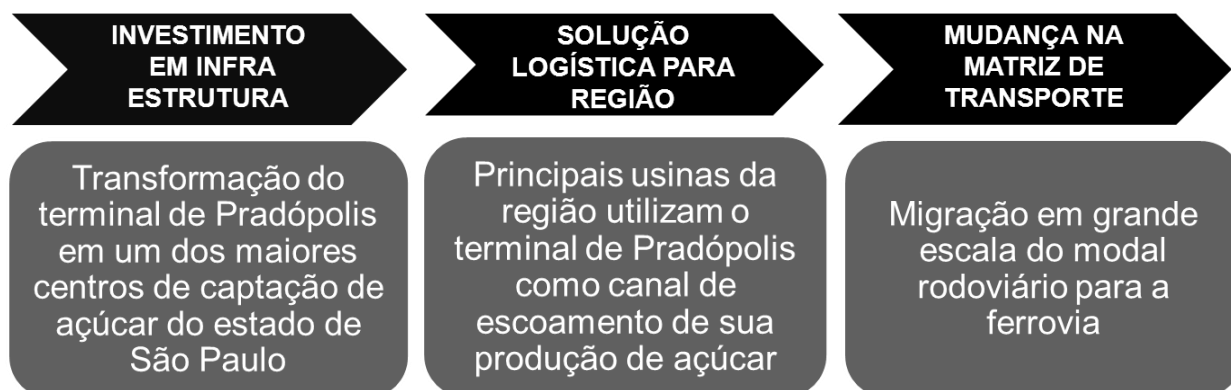 INVESTIMENTO
EM INFRA
ESTRUTURA
Transformação do
terminal de Pradópolis
em um dos maiores
centros de captação de
açúcar do estado de
São Paulo
SOLUÇÃO
LOGÍSTICA PARA
REGIÃO
Principais usinas da
região utilizam o
terminal de Pradópolis
como canal de
escoamento de sua
produção de açúcar
MUDANÇA NA
MATRIZ DE
TRANSPORTE
Migração em grande
escala do modal
rodoviário para a
ferrovia